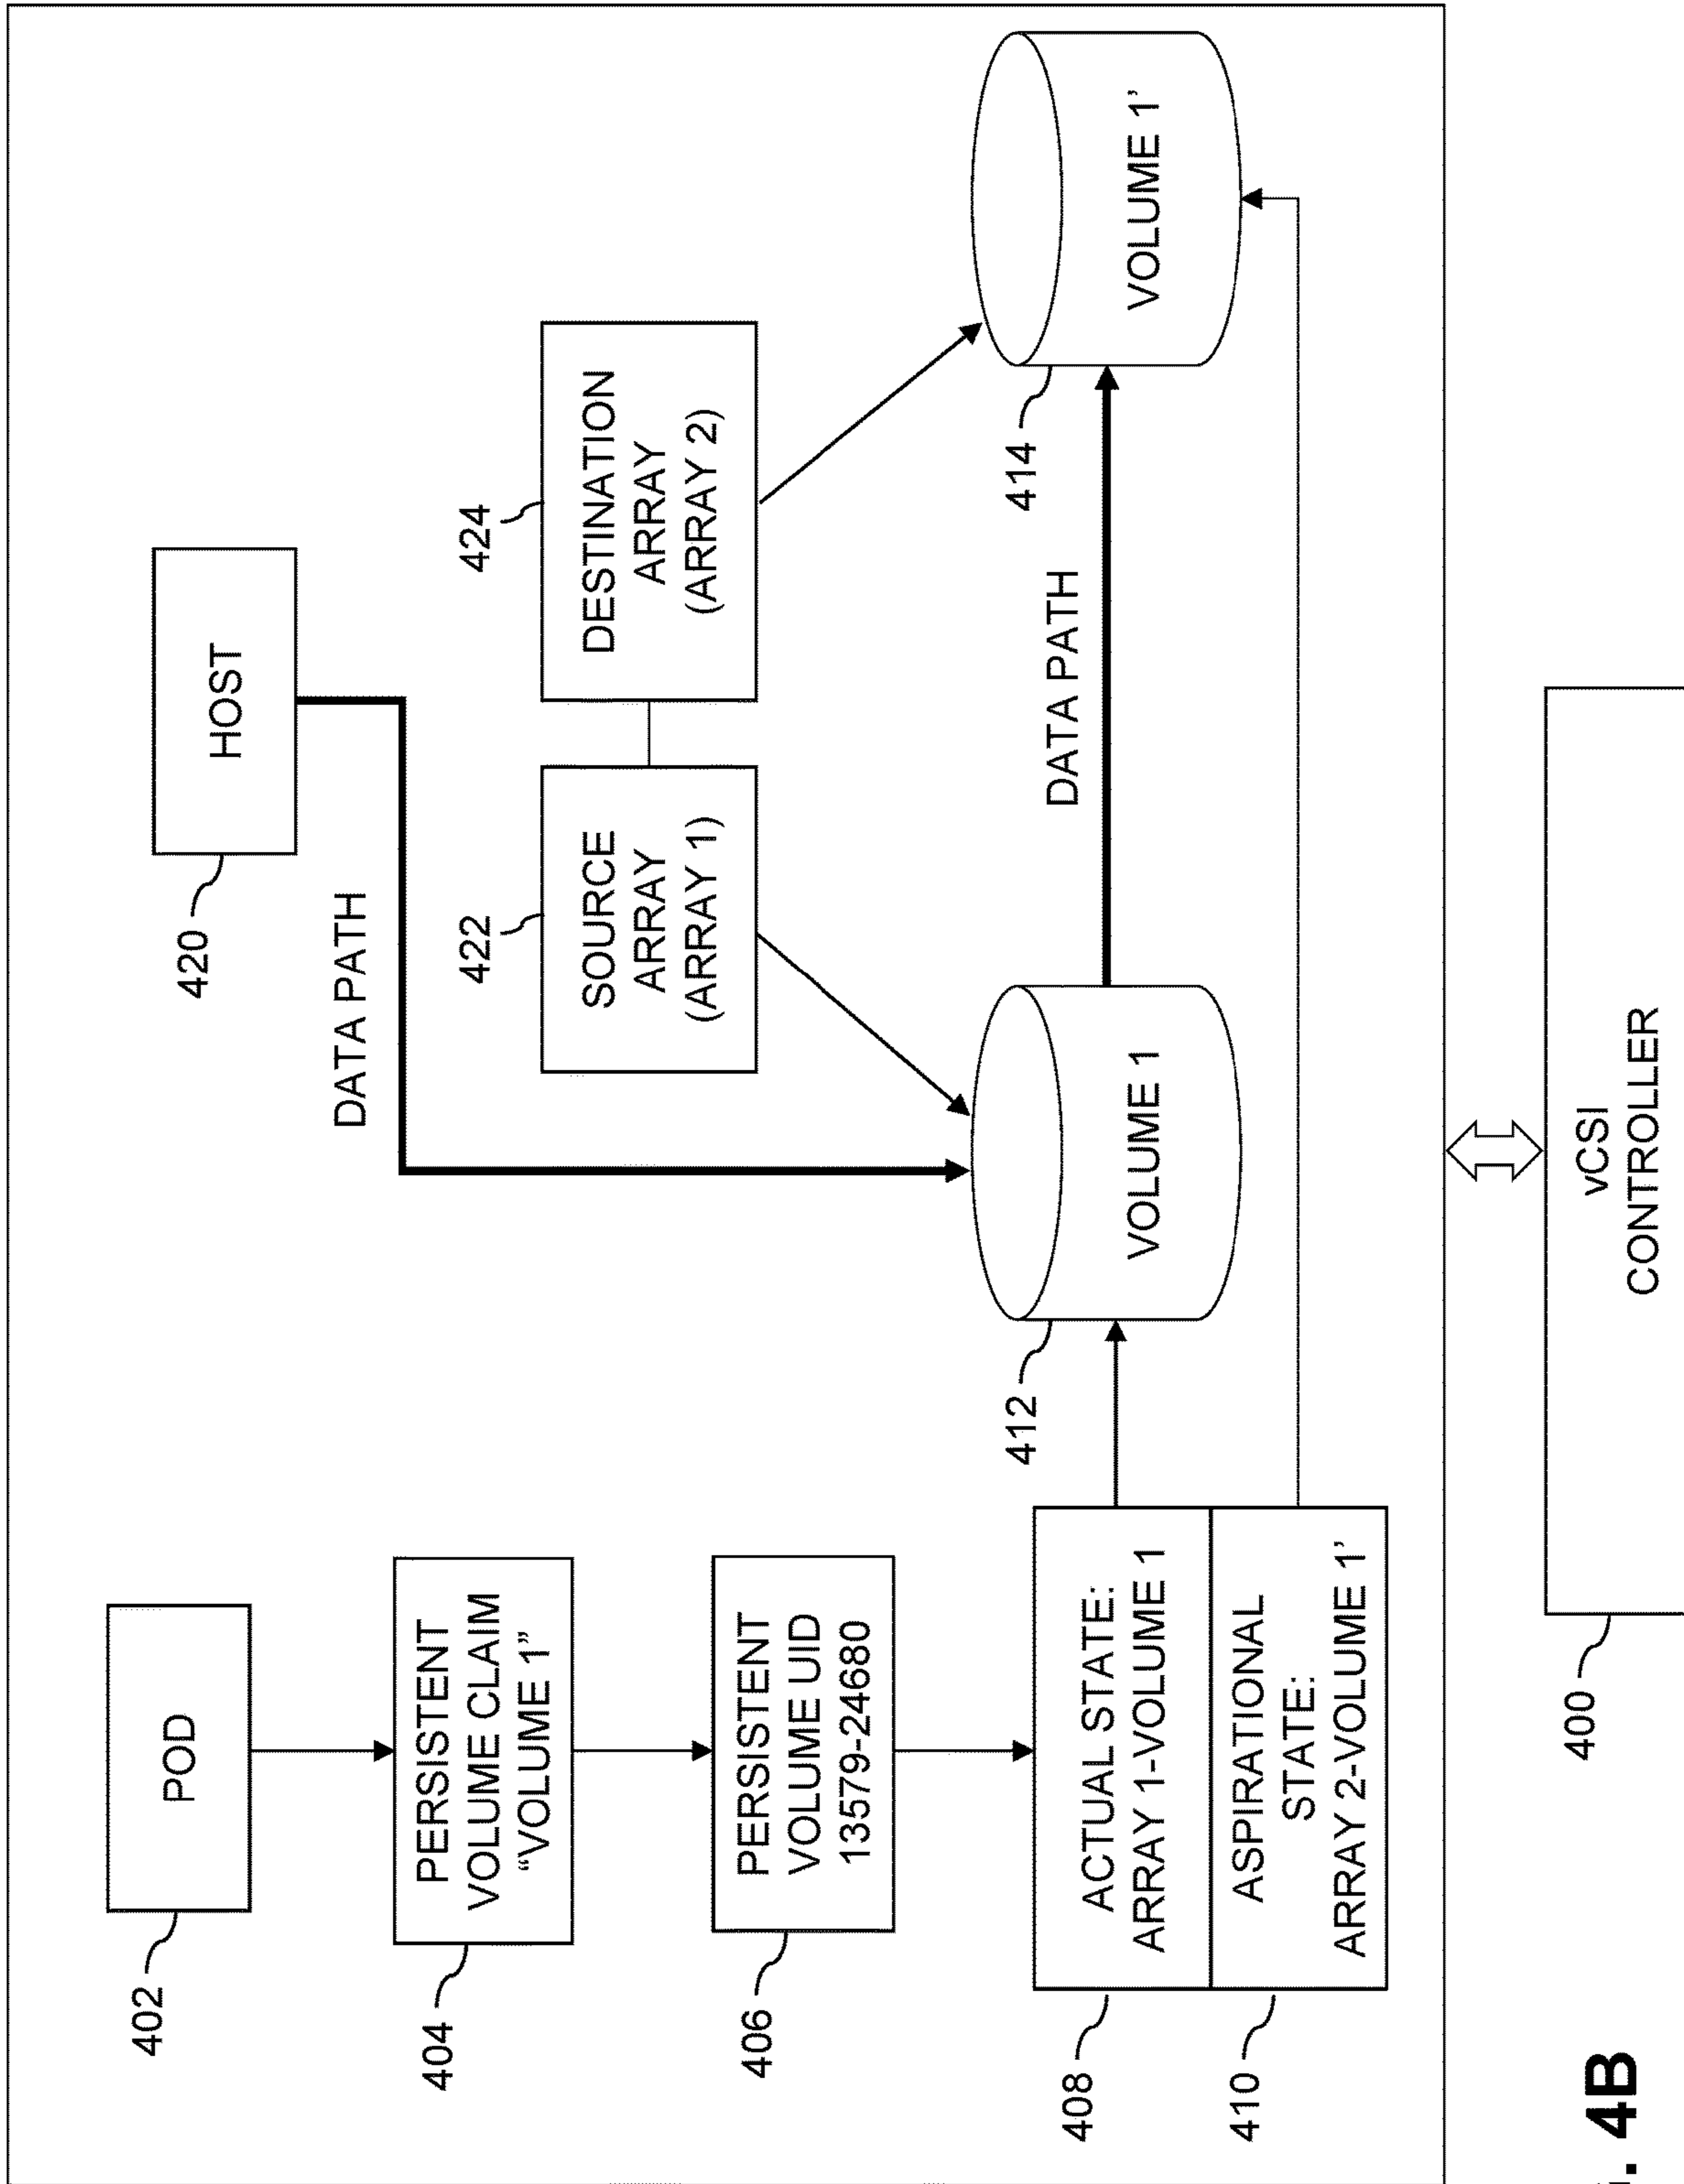 POD
402
PERSISTENT
VOLUME CLAIM
“VOLUME 1”
404
PERSISTENT
VOLUME UID
13579-24680
406
ACTUAL STATE:
ARRAY 1-VOLUME 1
408
ASPIRATIONAL
STATE:
ARRAY 2-VOLUME 1’
410
HOST
420
DATA PATH
SOURCE
ARRAY
(ARRAY 1)
422
DESTINATION
ARRAY
(ARRAY 2)
424
VOLUME 1
412
DATA PATH
VOLUME 1’
414
vCSI
CONTROLLER
400
. 4B